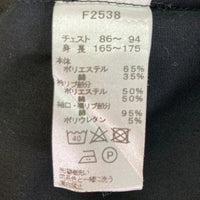 F2538
チェスト 86～ 94
身長 165～175
本体
ポリエステル 65%
綿 35%
衿リブ部分
ポリエステル 50%
綿 50%
袖口・裾リブ部分
綿 95%
ポリウレタン 5%
40
P